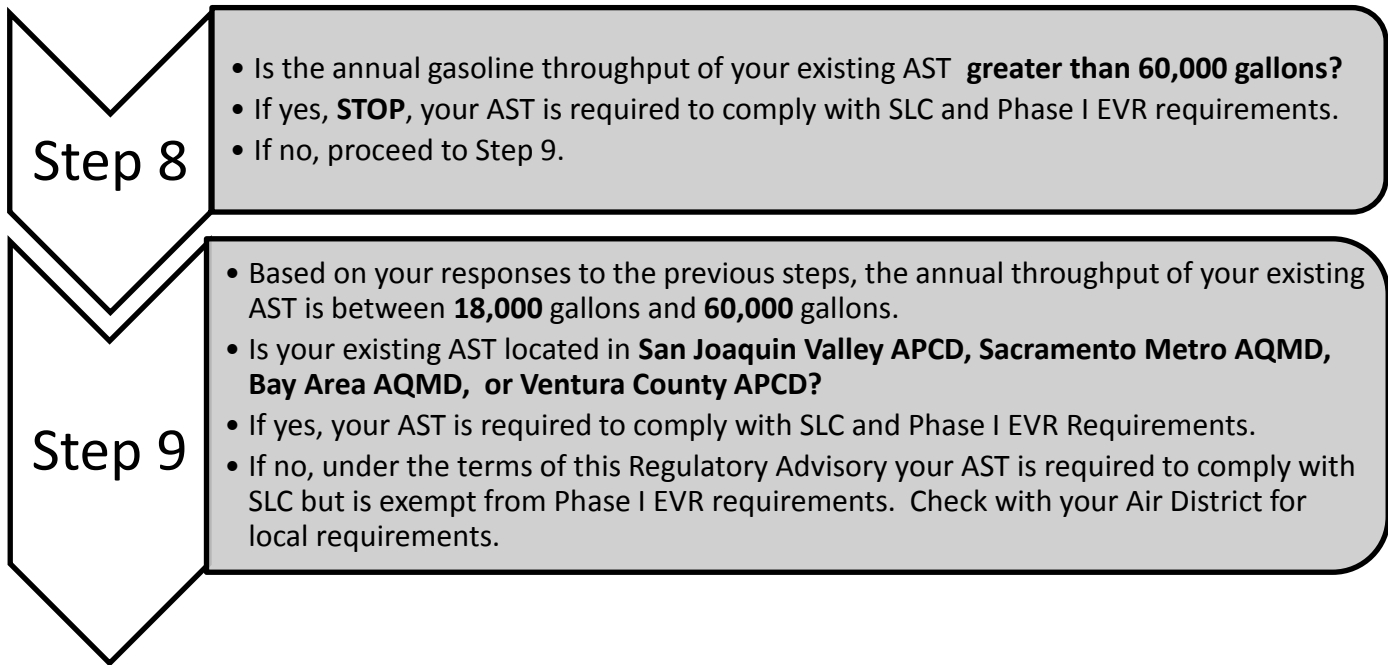 Step 8
• Is the annual gasoline throughput of your existing AST greater than 60,000 gallons?
• If yes, STOP, your AST is required to comply with SLC and Phase I EVR requirements.
• If no, proceed to Step 9.
Step 9
• Based on your responses to the previous steps, the annual throughput of your existing
AST is between 18,000 gallons and 60,000 gallons.
• Is your existing AST located in San Joaquin Valley APCD, Sacramento Metro AQMD,
Bay Area AQMD, or Ventura County APCD?
• If yes, your AST is required to comply with SLC and Phase I EVR Requirements.
• If no, under the terms of this Regulatory Advisory your AST is required to comply with
SLC but is exempt from Phase I EVR requirements. Check with your Air District for
local requirements.